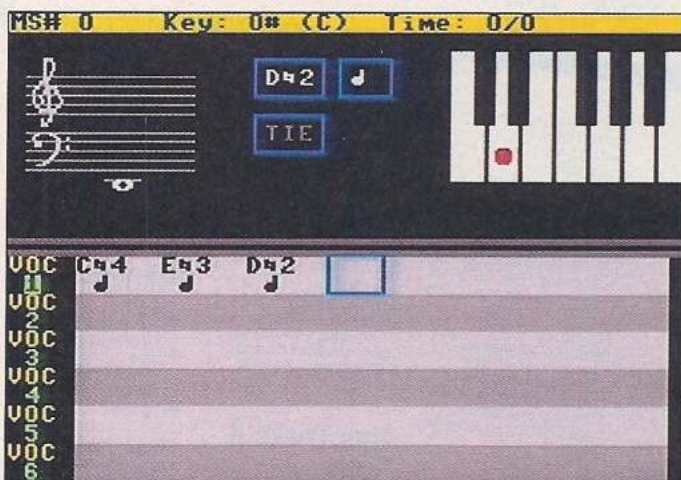 MS# 0 Key: 0# (C) Time: 0/0
D♮2
TIE
VOC C♮4 E♮3 D♮2
1
VOC
2
VOC
3
VOC
4
VOC
5
VOC
6